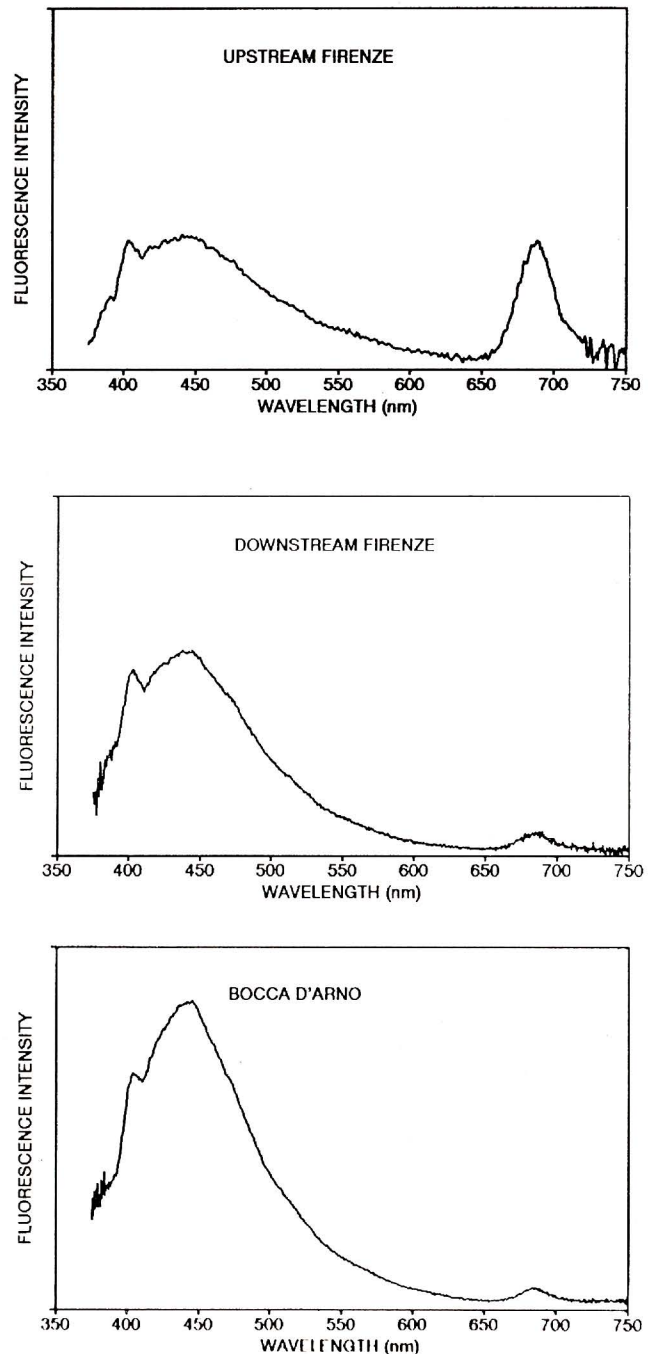 UPSTREAM FIRENZE
FLUORESCENCE INTENSITY
350 400 450 500 550 600 650 700 750
WAVELENGTH (nm)
DOWNSTREAM FIRENZE
FLUORESCENCE INTENSITY
350 400 450 500 550 600 650 700 750
WAVELENGTH (nm)
BOCCA D'ARNO
FLUORESCENCE INTENSITY
350 400 450 500 550 600 650 700 750
WAVELENGTH (nm)